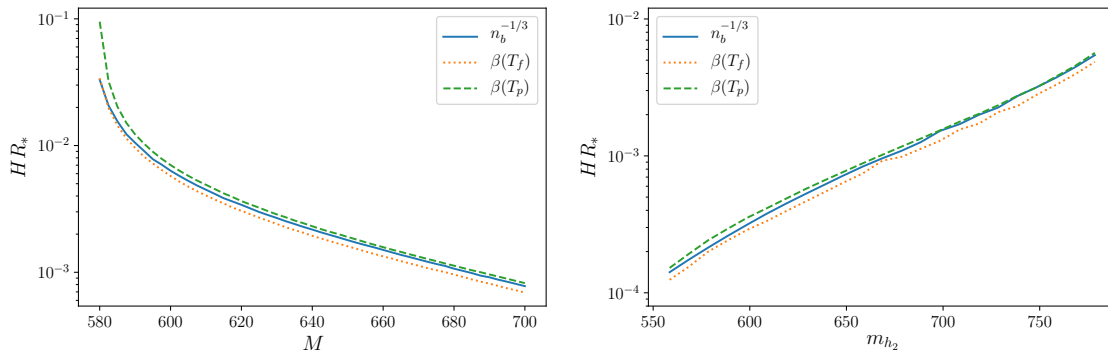 10⁻¹
10⁻²
10⁻³
HR_*
n_b^{-1/3}
β(T_f)
β(T_p)
580 600 620 640 660 680 700
M
10⁻²
10⁻³
10⁻⁴
HR_*
n_b^{-1/3}
β(T_f)
β(T_p)
550 600 650 700 750
m_{h_2}